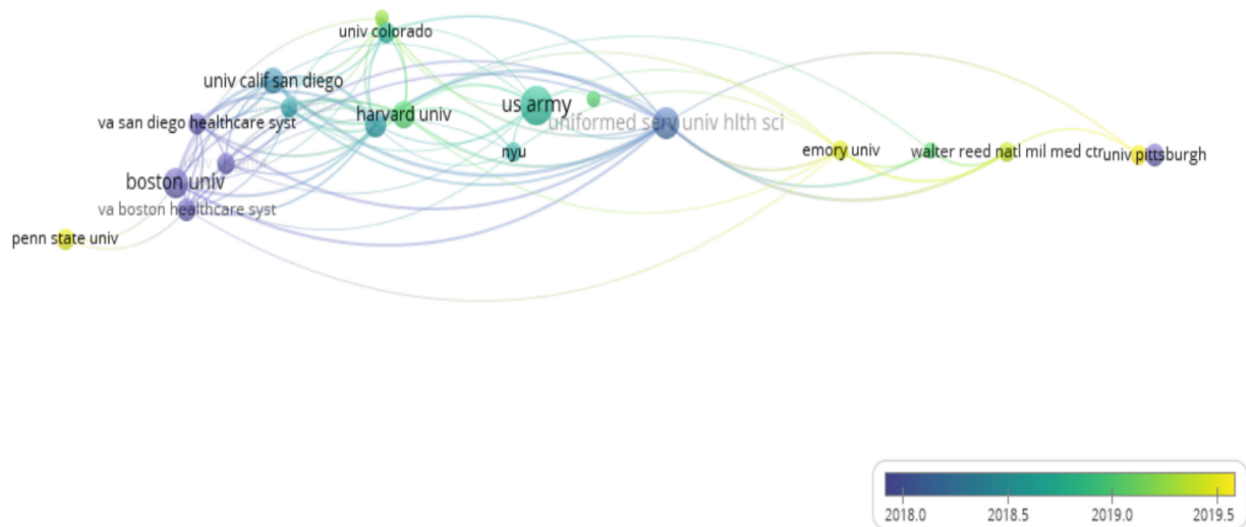 univ colorado
univ calif san diego
us army
harvard univ
va san diego healthcare syst
uniformed serv univ hlth sci
nyu
emory univ
walter reed natl mil med ctr
univ pittsburgh
boston univ
va boston healthcare syst
penn state univ
2018.0 2018.5 2019.0 2019.5